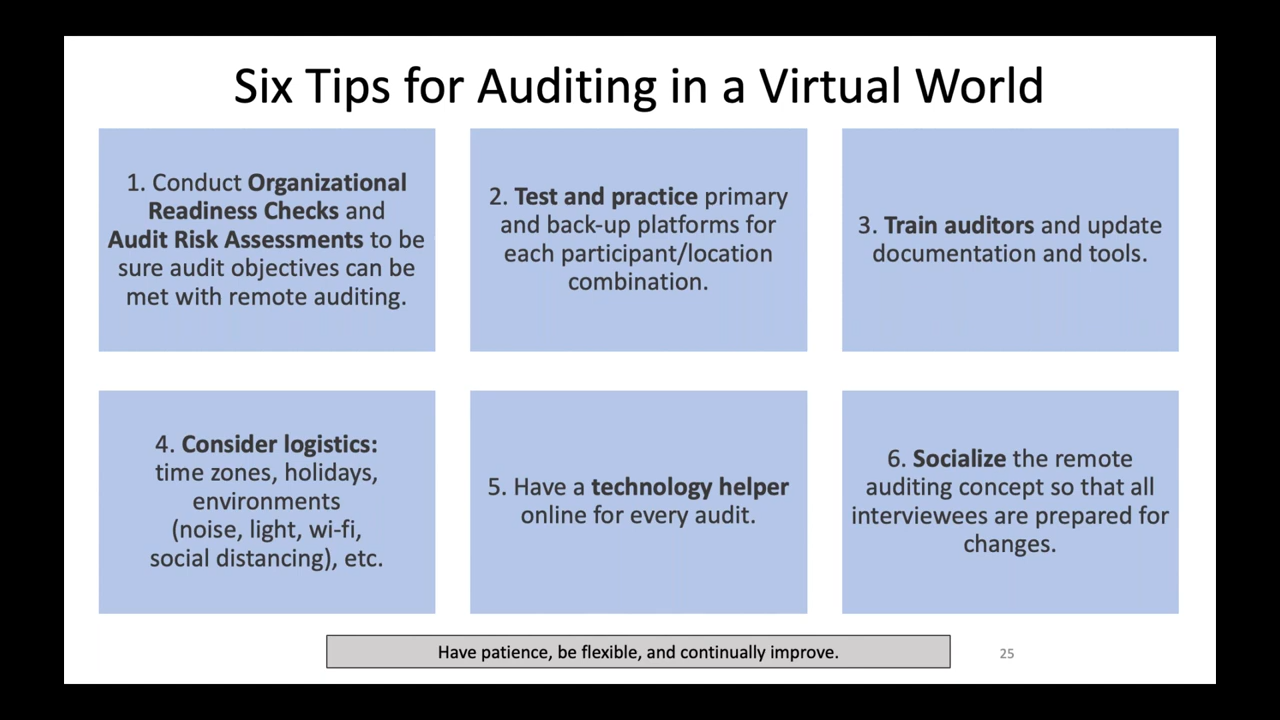 Six Tips for Auditing in a Virtual World
1. Conduct Organizational
Readiness Checks and
Audit Risk Assessments to be
sure audit objectives can be
met with remote auditing.
2. Test and practice primary
and back-up platforms for
each participant/location
combination.
3. Train auditors and update
documentation and tools.
4. Consider logistics:
time zones, holidays,
environments
(noise, light, wi-fi,
social distancing), etc.
5. Have a technology helper
online for every audit.
6. Socialize the remote
auditing concept so that all
interviewees are prepared for
changes.
Have patience, be flexible, and continually improve.
25